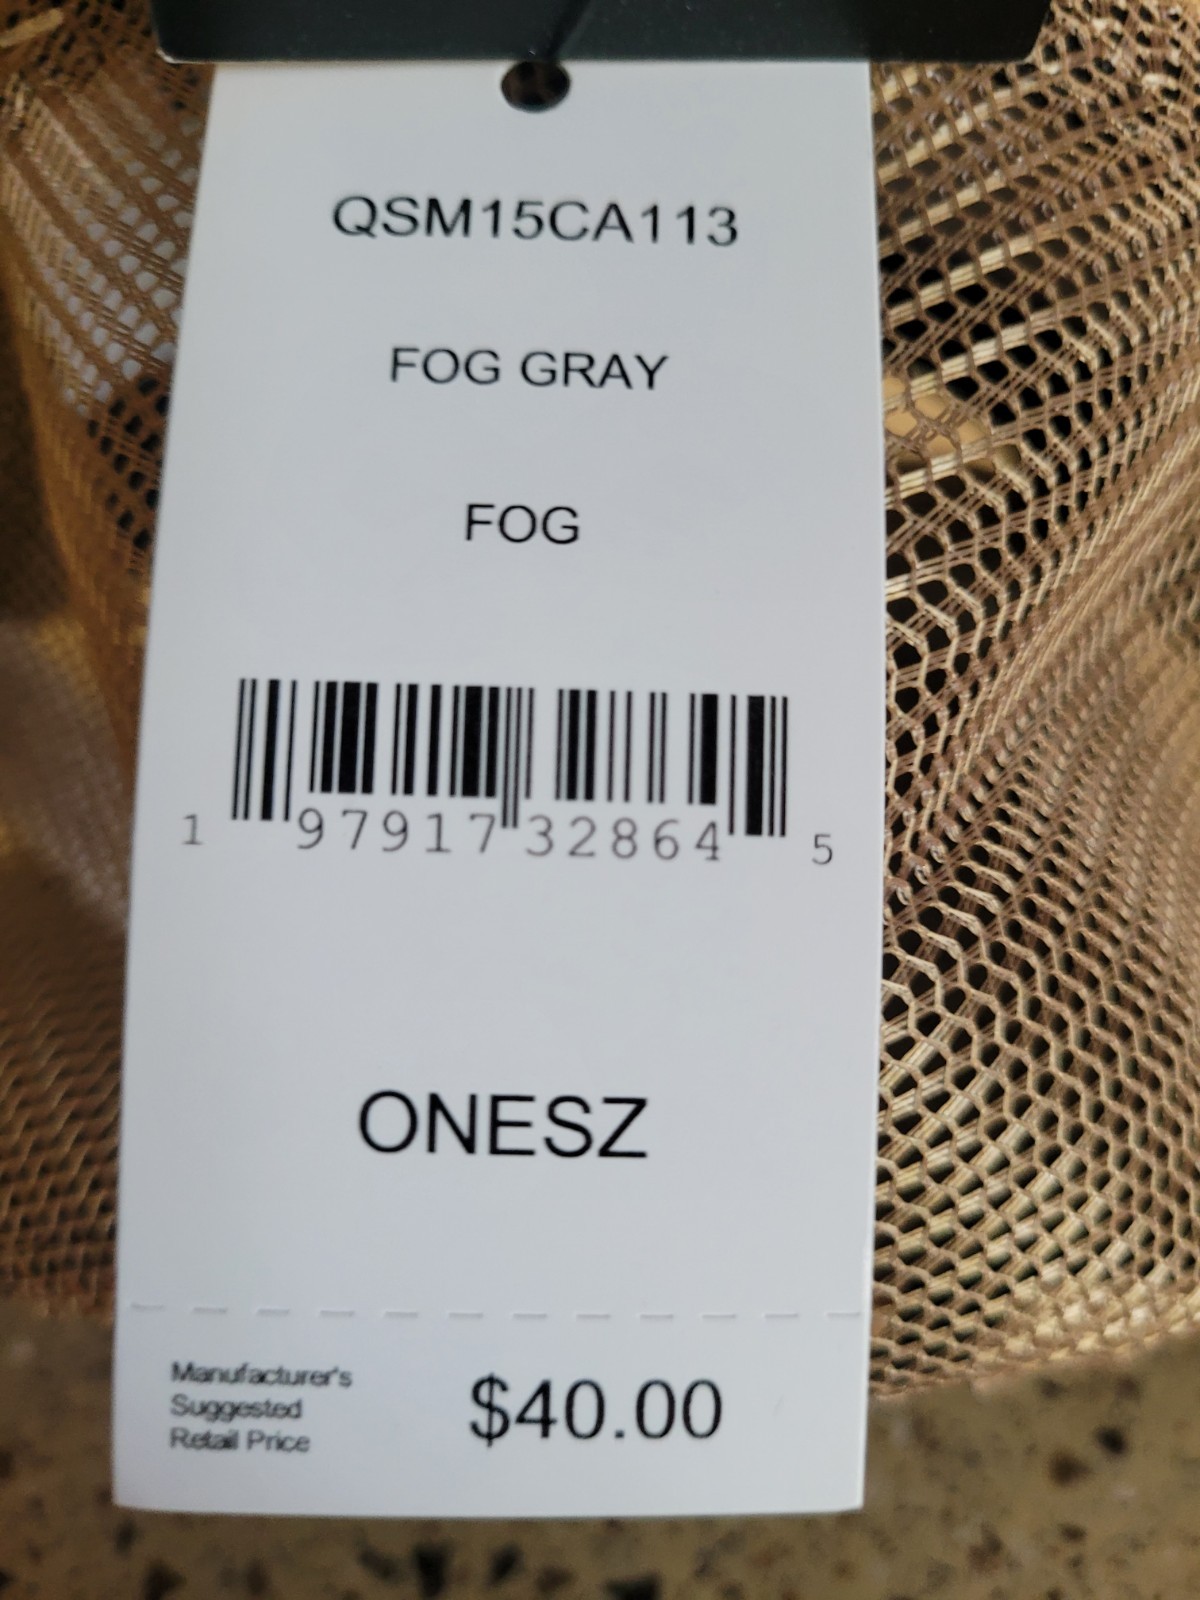 QSM15CA113
FOG GRAY
FOG
1 97917 32864 5
ONESZ
Manufacturer's
Suggested
Retail Price
$40.00